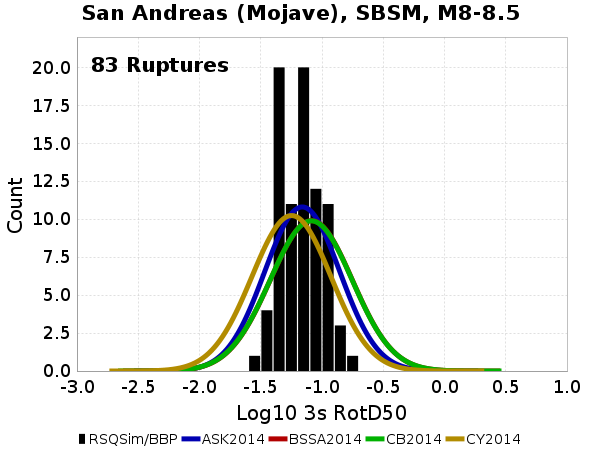 San Andreas (Mojave), SBSM, M8-8.5
83 Ruptures
Count
20.0
17.5
15.0
12.5
10.0
7.5
5.0
2.5
0.0
-3.0 -2.5 -2.0 -1.5 -1.0 -0.5 0.0 0.5 1.0
Log10 3s RotD50
RSQSim/BBP ASK2014 BSSA2014 CB2014 CY2014